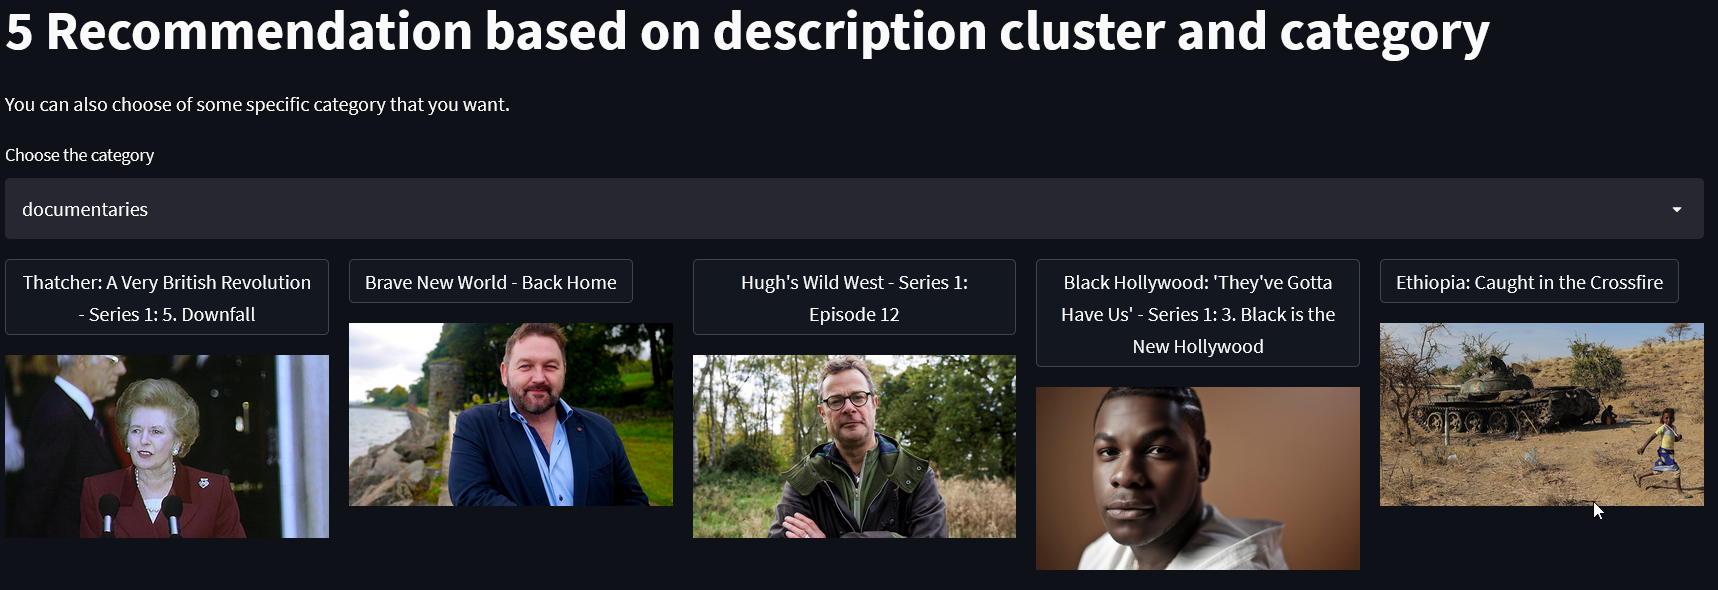 5 Recommendation based on description cluster and category
You can also choose of some specific category that you want.
Choose the category
documentaries
Thatcher: A Very British Revolution
- Series 1: 5. Downfall
Brave New World - Back Home
Hugh's Wild West - Series 1:
Episode 12
Black Hollywood: 'They've Gotta
Have Us' - Series 1: 3. Black is the
New Hollywood
Ethiopia: Caught in the Crossfire